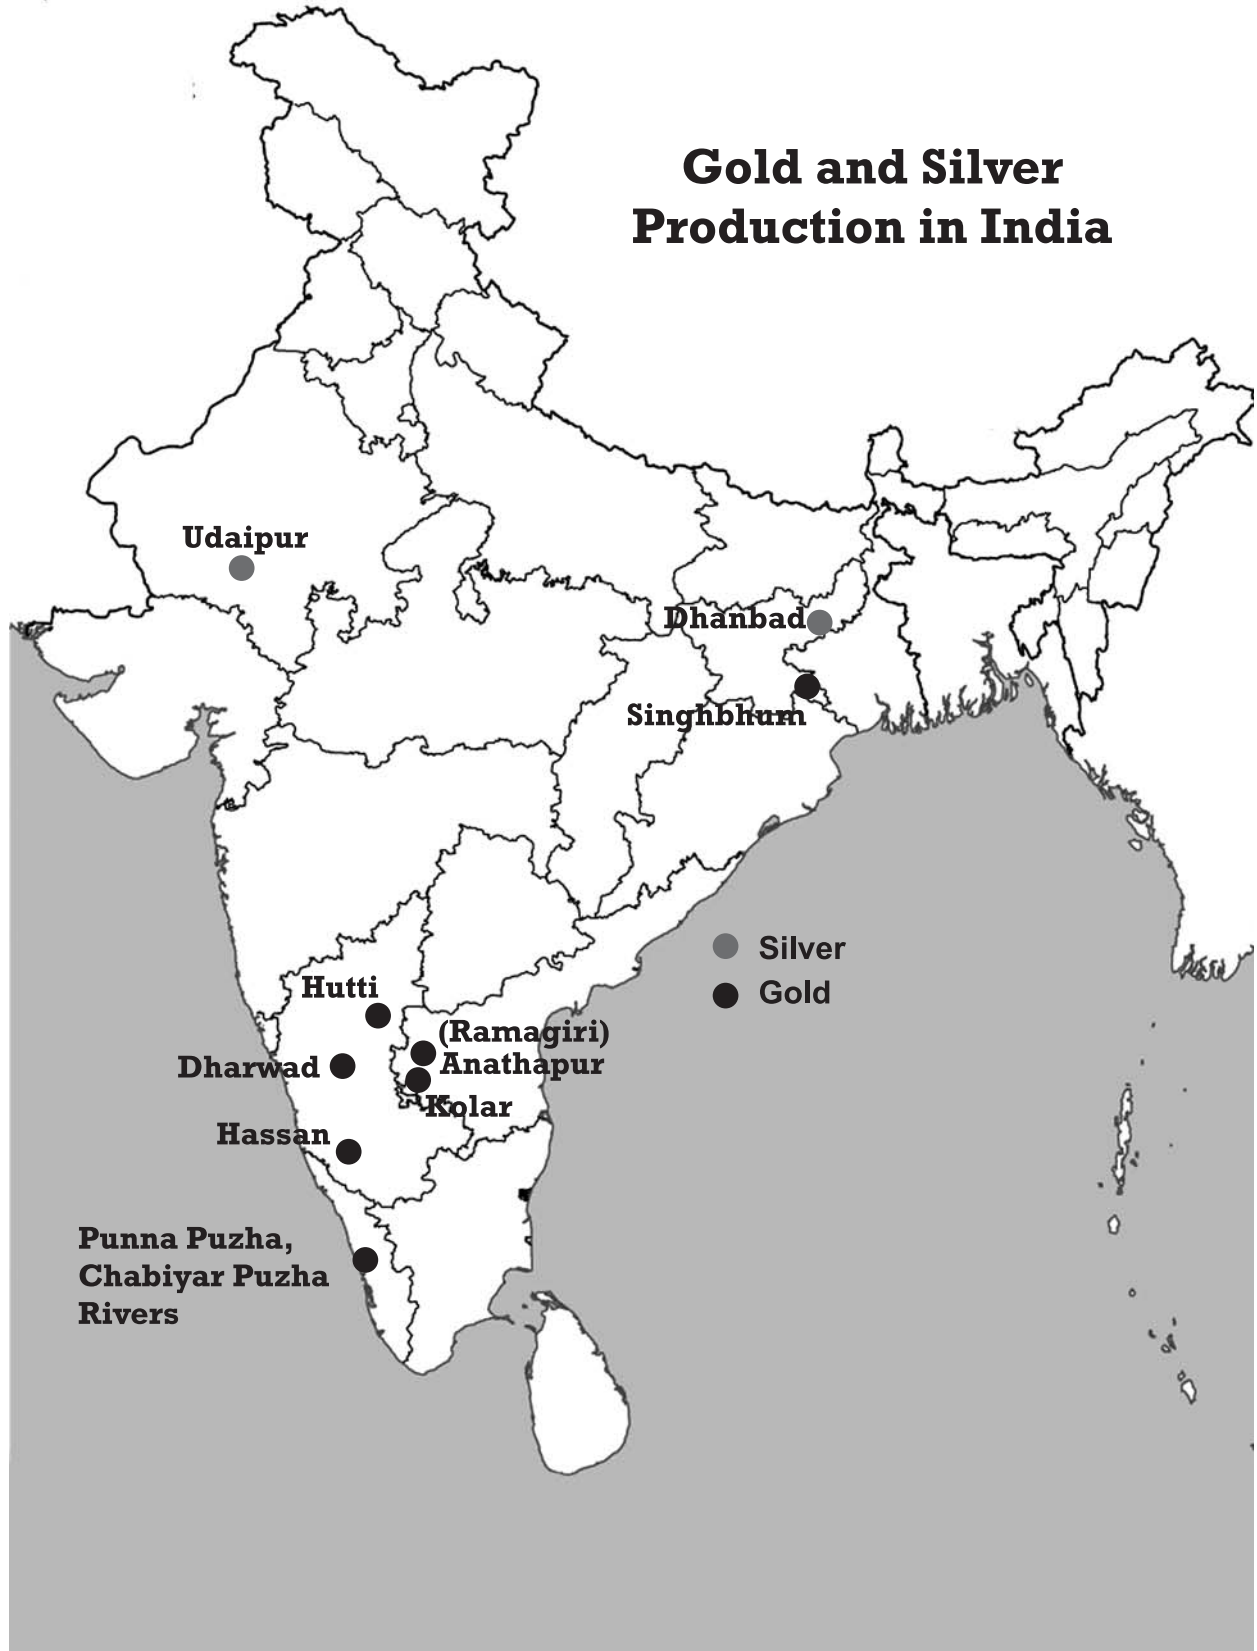 Gold and Silver
Production in India
Udaipur
Dhanbad
Singhbhum
Silver
Gold
Hutti
(Ramagiri)
Anathapur
Dharwad
Kolar
Hassan
Punna Puzha,
Chabiyar Puzha
Rivers